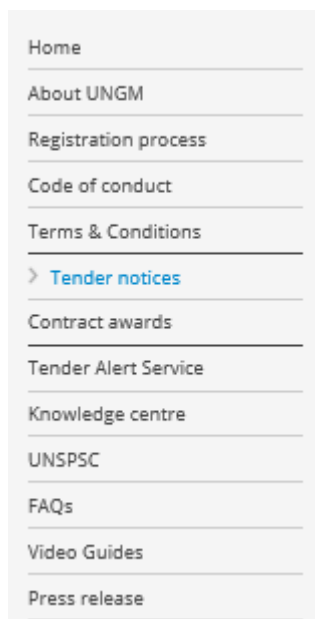 Home
About UNGM
Registration process
Code of conduct
Terms & Conditions
> Tender notices
Contract awards
Tender Alert Service
Knowledge centre
UNSPSC
FAQs
Video Guides
Press release